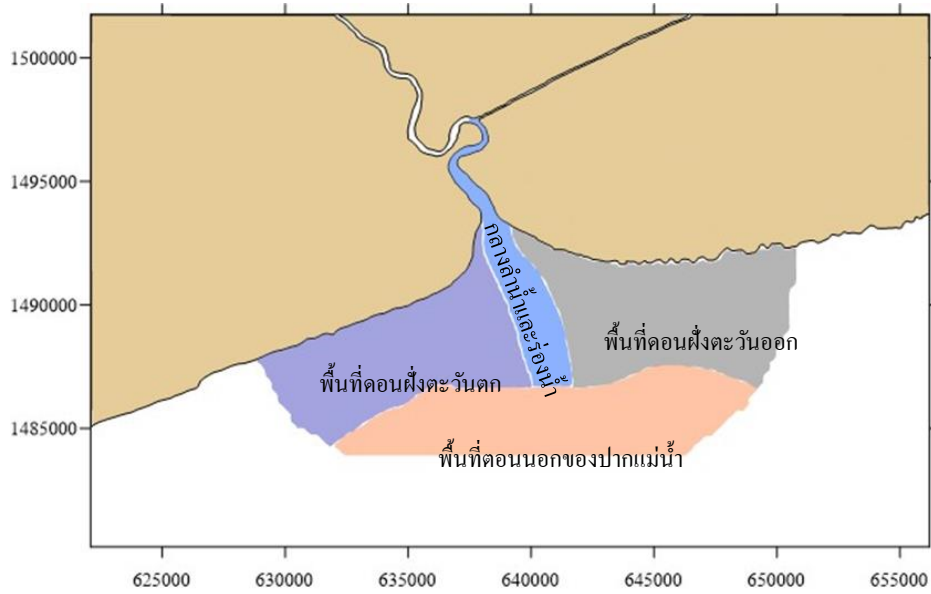 1500000
1495000
1490000
1485000
กลางลำน้ำและร่องน้ำ
พื้นที่ดอนฝั่งตะวันออก
พื้นที่ดอนฝั่งตะวันตก
พื้นที่ตอนนอกของปากแม่น้ำ
625000 630000 635000 640000 645000 650000 655000